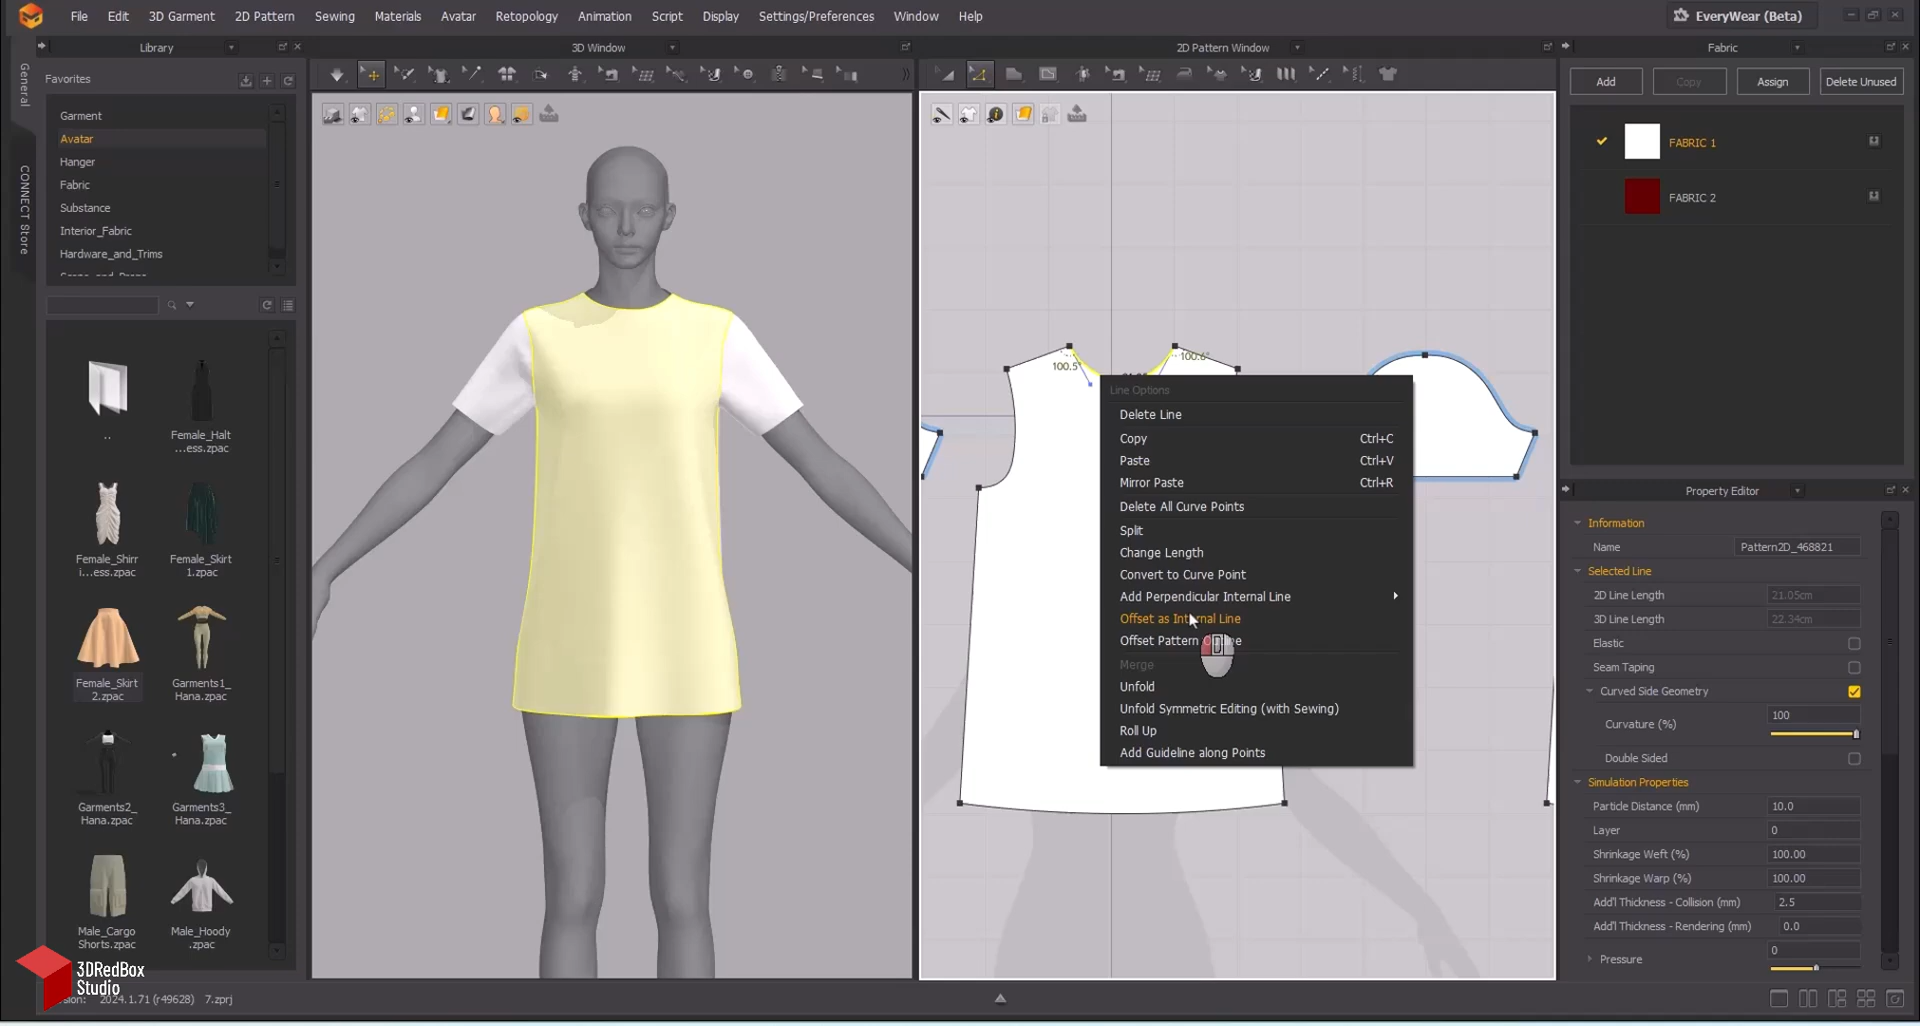 File Edit 3D Garment 2D Pattern Sewing Materials Avatar Retopology Animation Script Display Settings/Preferences Window Help
EveryWear (Beta)
Library
3D Window
2D Pattern Window
Fabric
General
CONNECT Store
Favorites
Garment
Avatar
Hanger
Fabric
Substance
Interior_Fabric
Hardware_and_Trims
..
Female_Halt
...ess.zpac
Female_Shirr
i...ess.zpac
Female_Skirt
1.zpac
Female_Skirt
2.zpac
Garments1_
Hana.zpac
Garments2_
Hana.zpac
Garments3_
Hana.zpac
Male_Cargo
Shorts.zpac
Male_Hoody
.zpac
3DRedBox
Studio
2024.1.71 (r49628) 7.zprj
100.5°
100.6°
Line Options
Delete Line
Copy Ctrl+C
Paste Ctrl+V
Mirror Paste Ctrl+R
Delete All Curve Points
Split
Change Length
Convert to Curve Point
Add Perpendicular Internal Line
Offset as Internal Line
Offset Pattern
Merge
Unfold
Unfold Symmetric Editing (with Sewing)
Roll Up
Add Guideline along Points
Add Copy Assign Delete Unused
FABRIC 1
FABRIC 2
Property Editor
Information
Name Pattern2D_468821
Selected Line
2D Line Length 21.05cm
3D Line Length 22.34cm
Elastic
Seam Taping
Curved Side Geometry
Curvature (%) 100
Double Sided
Simulation Properties
Particle Distance (mm) 10.0
Layer 0
Shrinkage Weft (%) 100.00
Shrinkage Warp (%) 100.00
Add'l Thickness - Collision (mm) 2.5
Add'l Thickness - Rendering (mm) 0.0
Pressure 0